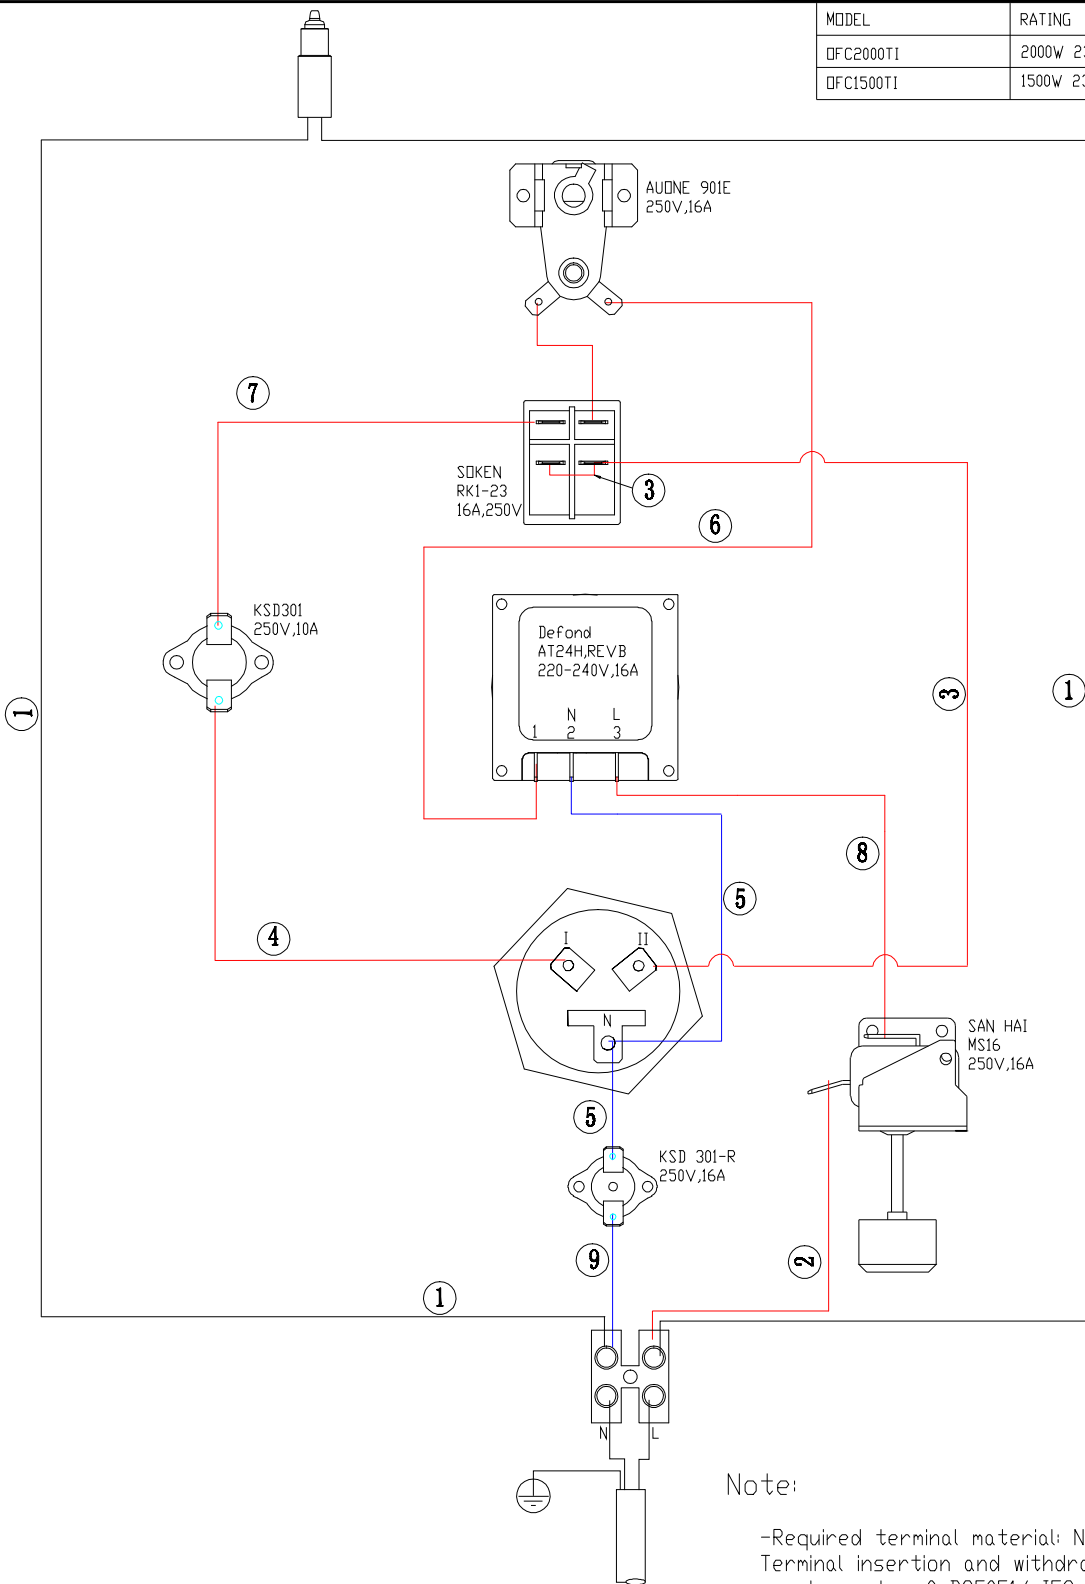 MODEL RATING
OFC2000TI 2000W
OFC1500TI 1500W
AUONE 901E
250V,16A
7
SOKEN
RK1-23
16A,250V
3
6
KSD301
250V,10A
Defond
AT24H,REVB
220-240V,16A
N L
1 2 3
1
3
1
8
5
4
I II
N
SAN HAI
MS16
250V,16A
5
KSD 301-R
250V,16A
9
2
1
N L
Note:
-Required terminal material:
Terminal insertion and